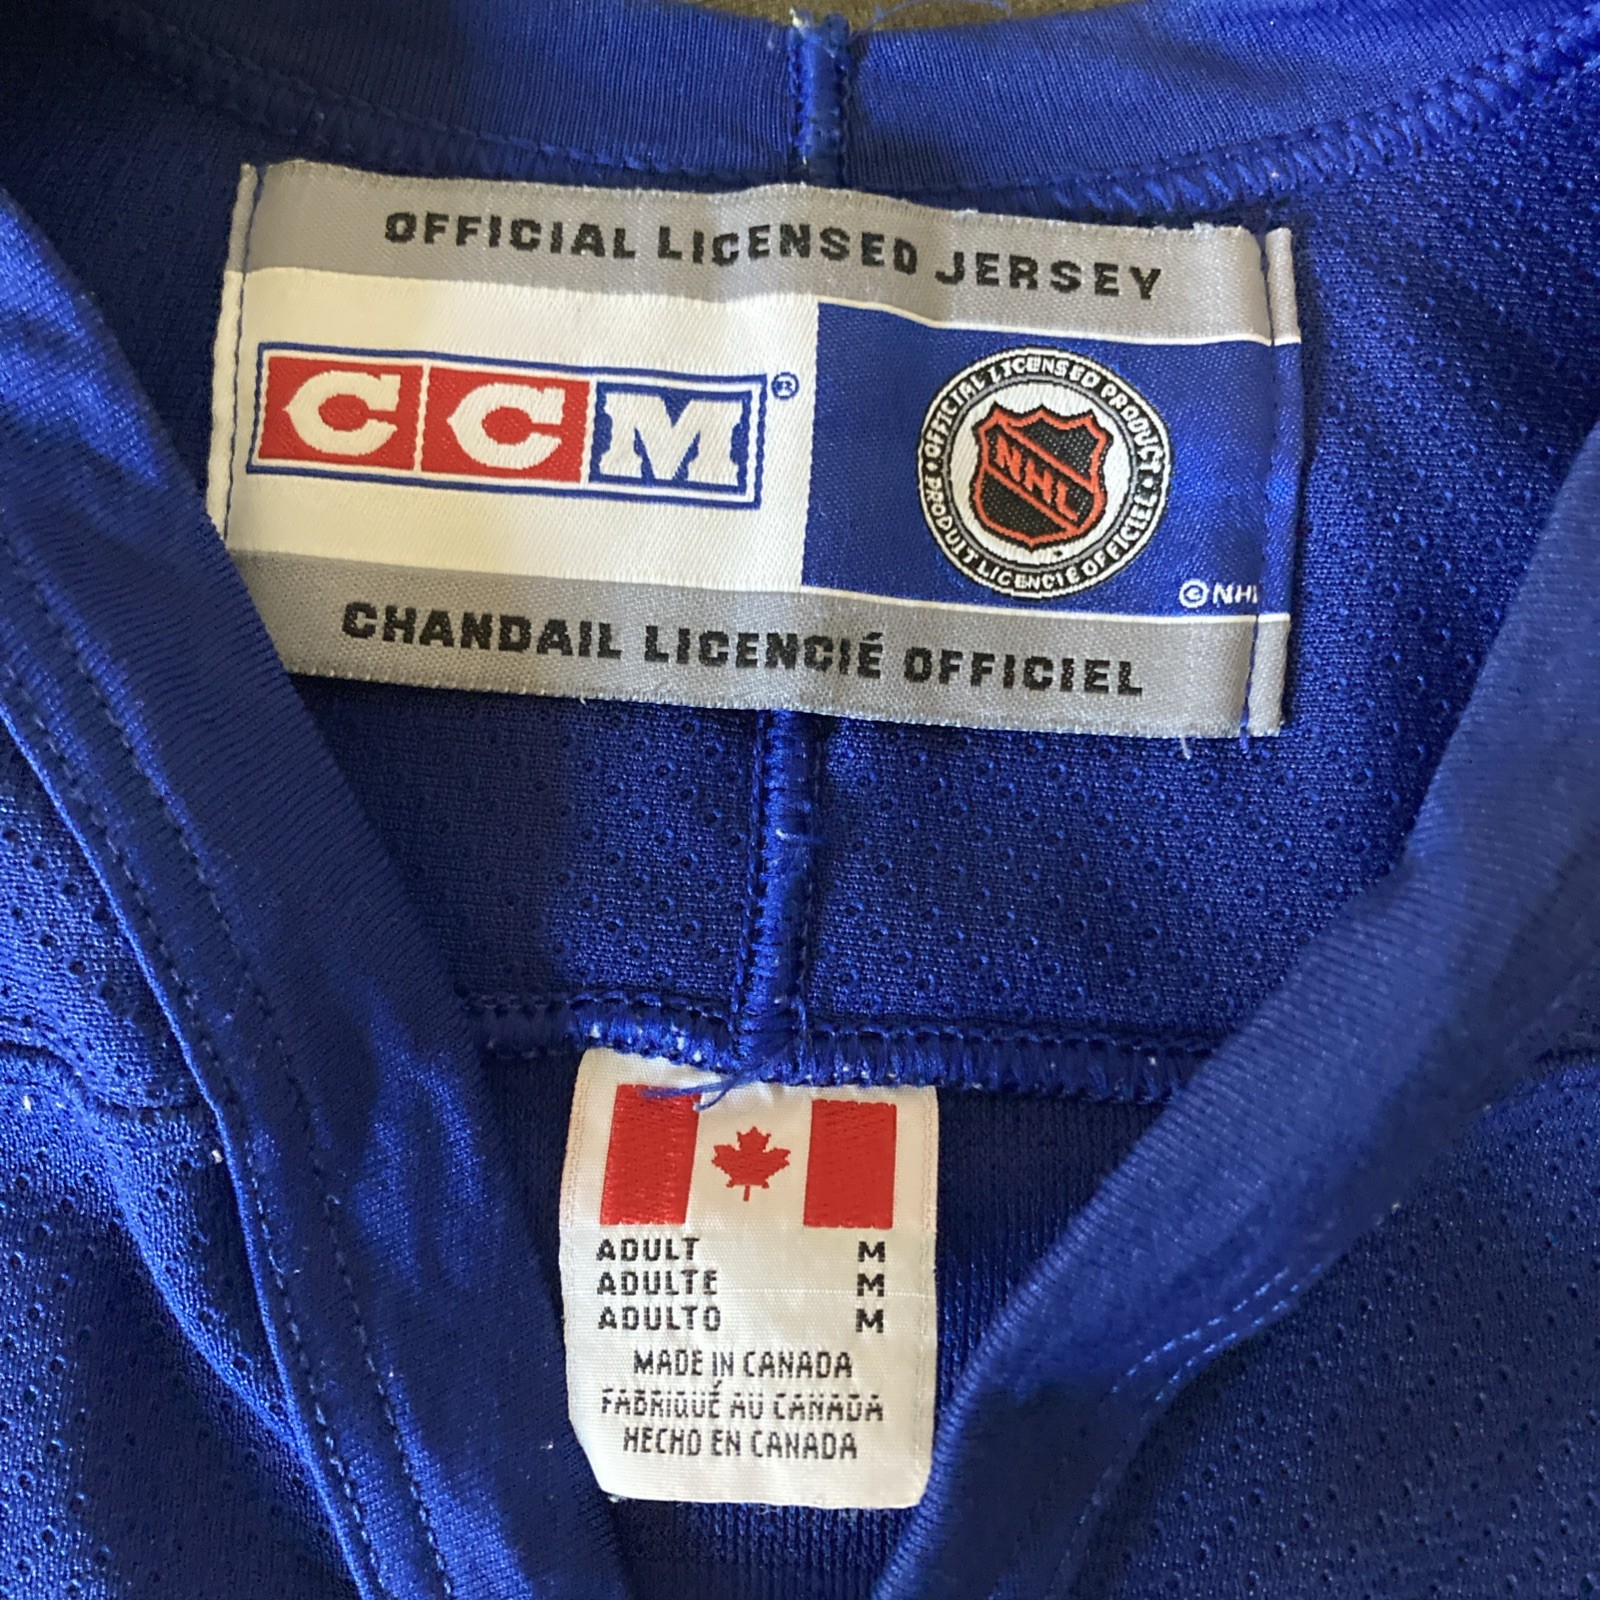 OFFICIAL LICENSED JERSEY
CCM®
OFFICIAL LICENSED PRODUCT
NHL
PRODUIT LICENCIÉ OFFICIEL
©NHL
CHANDAIL LICENCIÉ OFFICIEL
ADULT M
ADULTE M
ADULTO M
MADE IN CANADA
FABRIQUÉ AU CANADA
HECHO EN CANADA